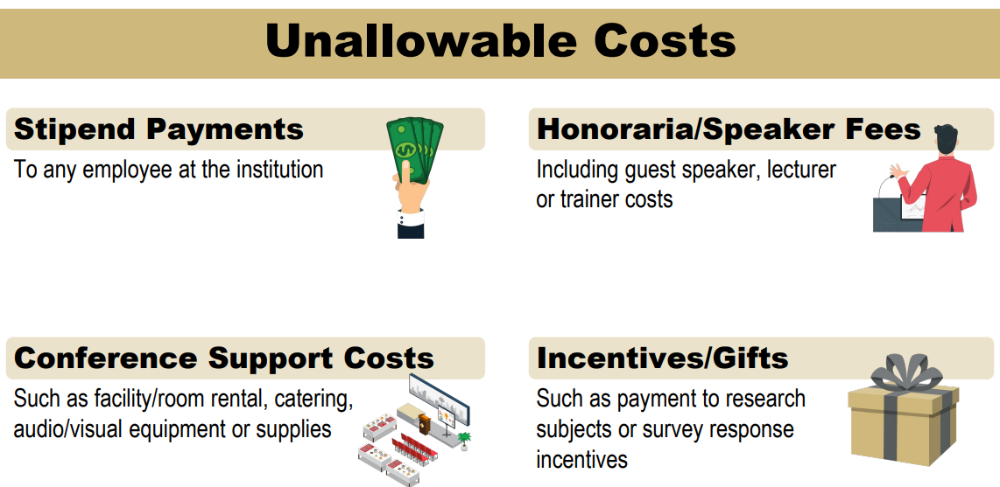 Unallowable Costs
Stipend Payments
To any employee at the institution
Honoraria/Speaker Fees
Including guest speaker, lecturer
or trainer costs
Conference Support Costs
Such as facility/room rental, catering,
audio/visual equipment or supplies
Incentives/Gifts
Such as payment to research
subjects or survey response
incentives